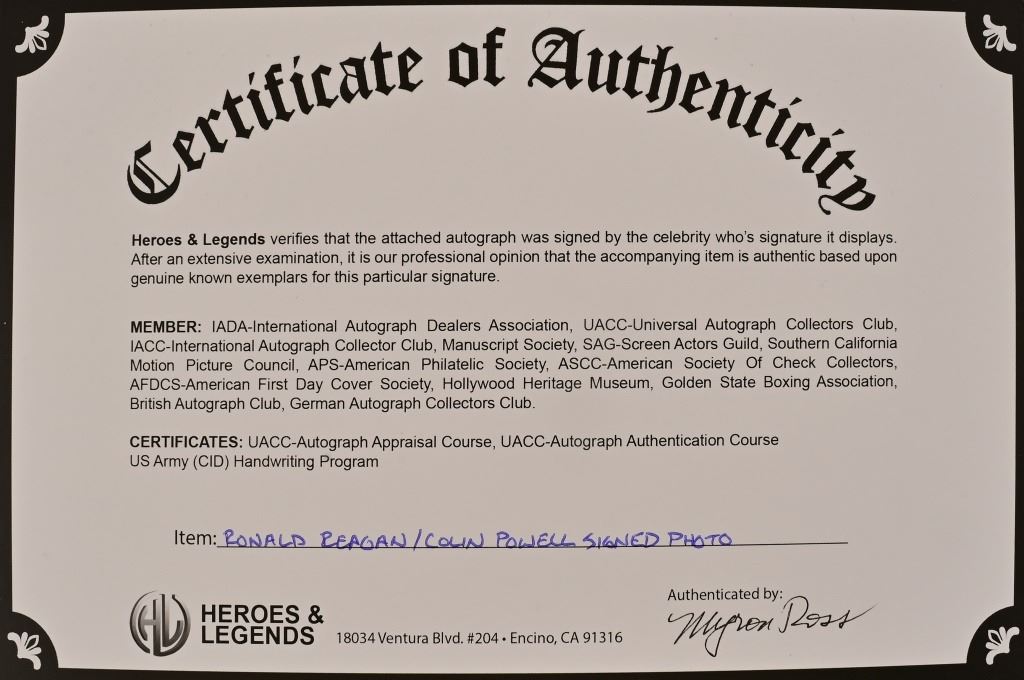 Certificate of Authenticity
Heroes & Legends verifies that the attached autograph was signed by the celebrity who's signature it displays.
After an extensive examination, it is our professional opinion that the accompanying item is authentic based upon
genuine known exemplars for this particular signature.
MEMBER: IADA-International Autograph Dealers Association, UACC-Universal Autograph Collectors Club,
IACC-International Autograph Collector Club, Manuscript Society, SAG-Screen Actors Guild, Southern California
Motion Picture Council, APS-American Philatelic Society, ASCC-American Society Of Check Collectors,
AFDCS-American First Day Cover Society, Hollywood Heritage Museum, Golden State Boxing Association,
British Autograph Club, German Autograph Collectors Club.
CERTIFICATES: UACC-Autograph Appraisal Course, UACC-Autograph Authentication Course
US Army (CID) Handwriting Program
Item: RONALD REAGAN/COLIN POWELL SIGNED PHOTO
HL HEROES &
LEGENDS
18034 Ventura Blvd. #204 • Encino, CA 91316
Authenticated by:
Myron Ross